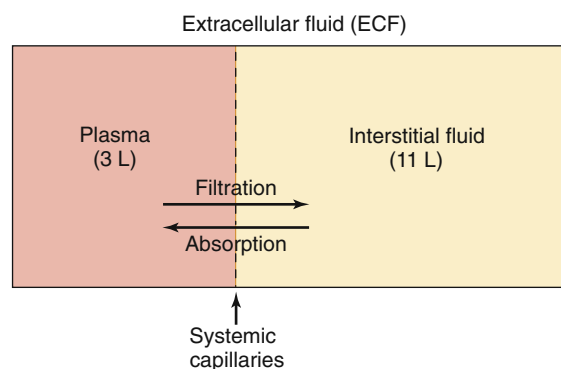 Extracellular fluid (ECF)
Plasma
(3 L)
Interstitial fluid
(11 L)
Filtration
Absorption
Systemic
capillaries